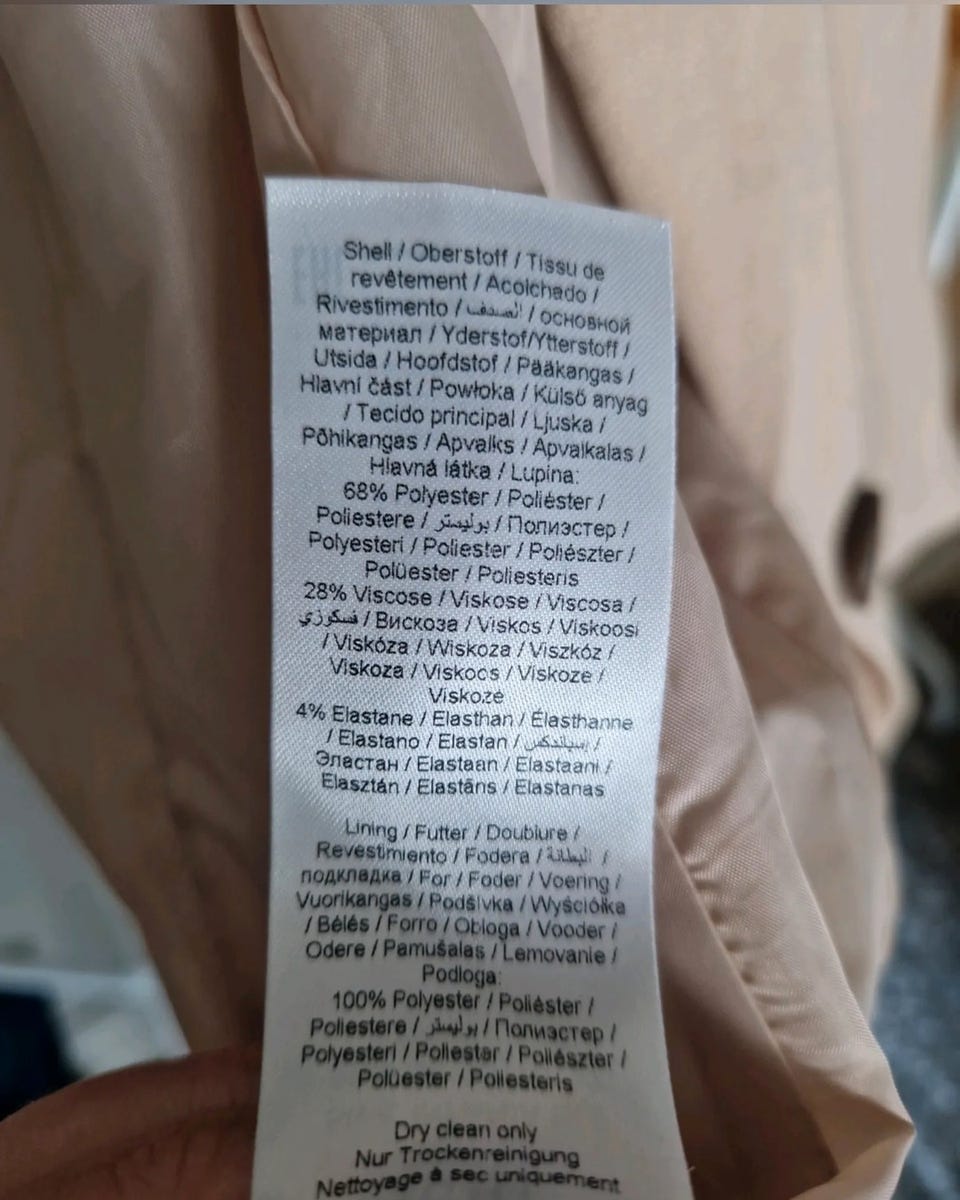 Shell / Oberstoff / Tissu de
revêtement / Acolchado /
Rivestimento / الصدف / основной
материал / Yderstof/Ytterstoff /
Utsida / Hoofdstof / Pääkangas /
Hlavní část / Powłoka / Külső anyag
/ Tecido principal / Ljuska /
Põhikangas / Apvalks / Apvalkalas /
Hlavná látka / Lupina:
68% Polyester / Poliéster /
Poliestere / بوليستر / Полиэстер /
Polyesteri / Poliester / Poliészter /
Polüester / Poliesteris
28% Viscose / Viskose / Viscosa /
فسكوزي / Вискоза / Viskos / Viskoosi
/ Viskóza / Wiskoza / Viszkóz /
Viskoza / Viskoos / Viskoze /
Viskozė
4% Elastane / Elasthan / Élasthanne
/ Elastano / Elastan / إسباندكس /
Эластан / Elastaan / Elastaani /
Elasztán / Elastāns / Elastanas
Lining / Futter / Doublure /
Revestimiento / Fodera / البطانة /
подкладка / For / Foder / Voering /
Vuorikangas / Podšívka / Wyściółka
/ Bélés / Forro / Obloga / Vooder /
Odere / Pamušalas / Lemovanie /
Podloga:
100% Polyester / Poliéster /
Poliestere / بوليستر / Полиэстер /
Polyesteri / Poliester / Poliészter /
Polüester / Poliesteris
Dry clean only
Nur Trockenreinigung
Nettoyage à sec uniquement